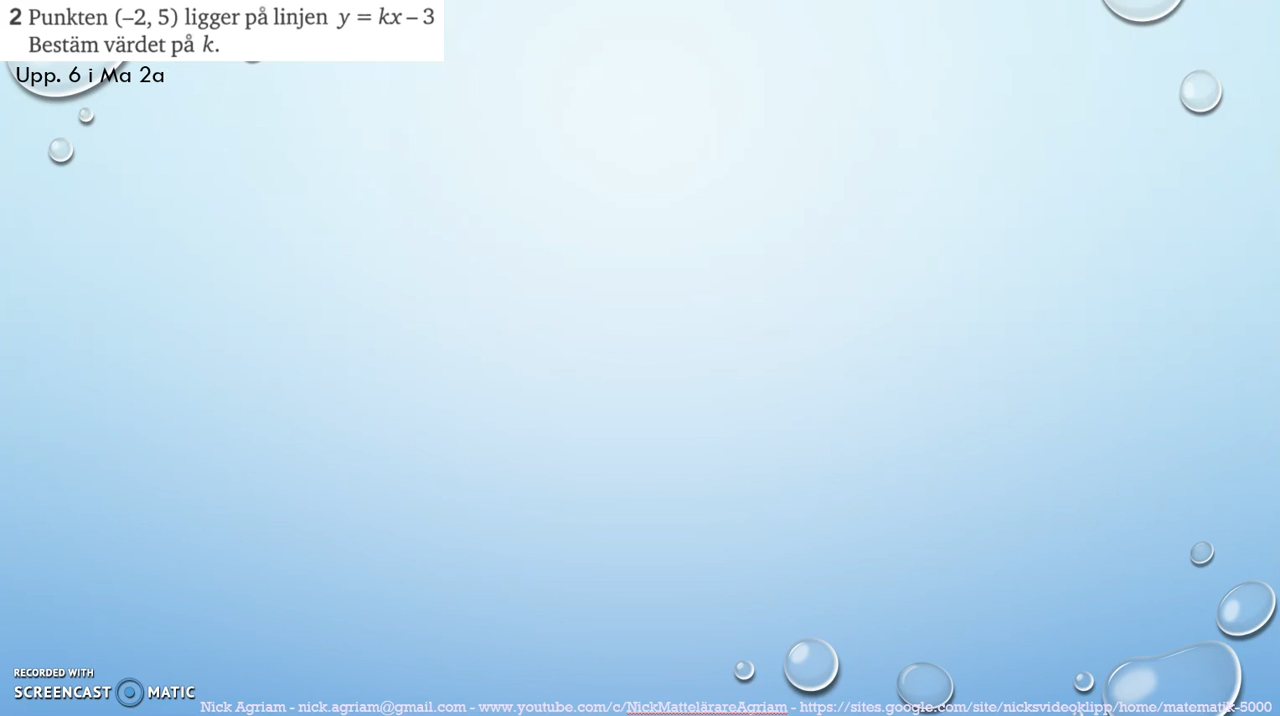 2 Punkten (–2, 5) ligger på linjen y = kx – 3
Bestäm värdet på k.
Upp. 6 i Ma 2a
RECORDED WITH
SCREENCAST MATIC
Nick Agriam - nick.agriam@gmail.com - www.youtube.com/c/NickMattelärareAgriam - https://sites.google.com/site/nicksvideoklipp/home/matematik-5000